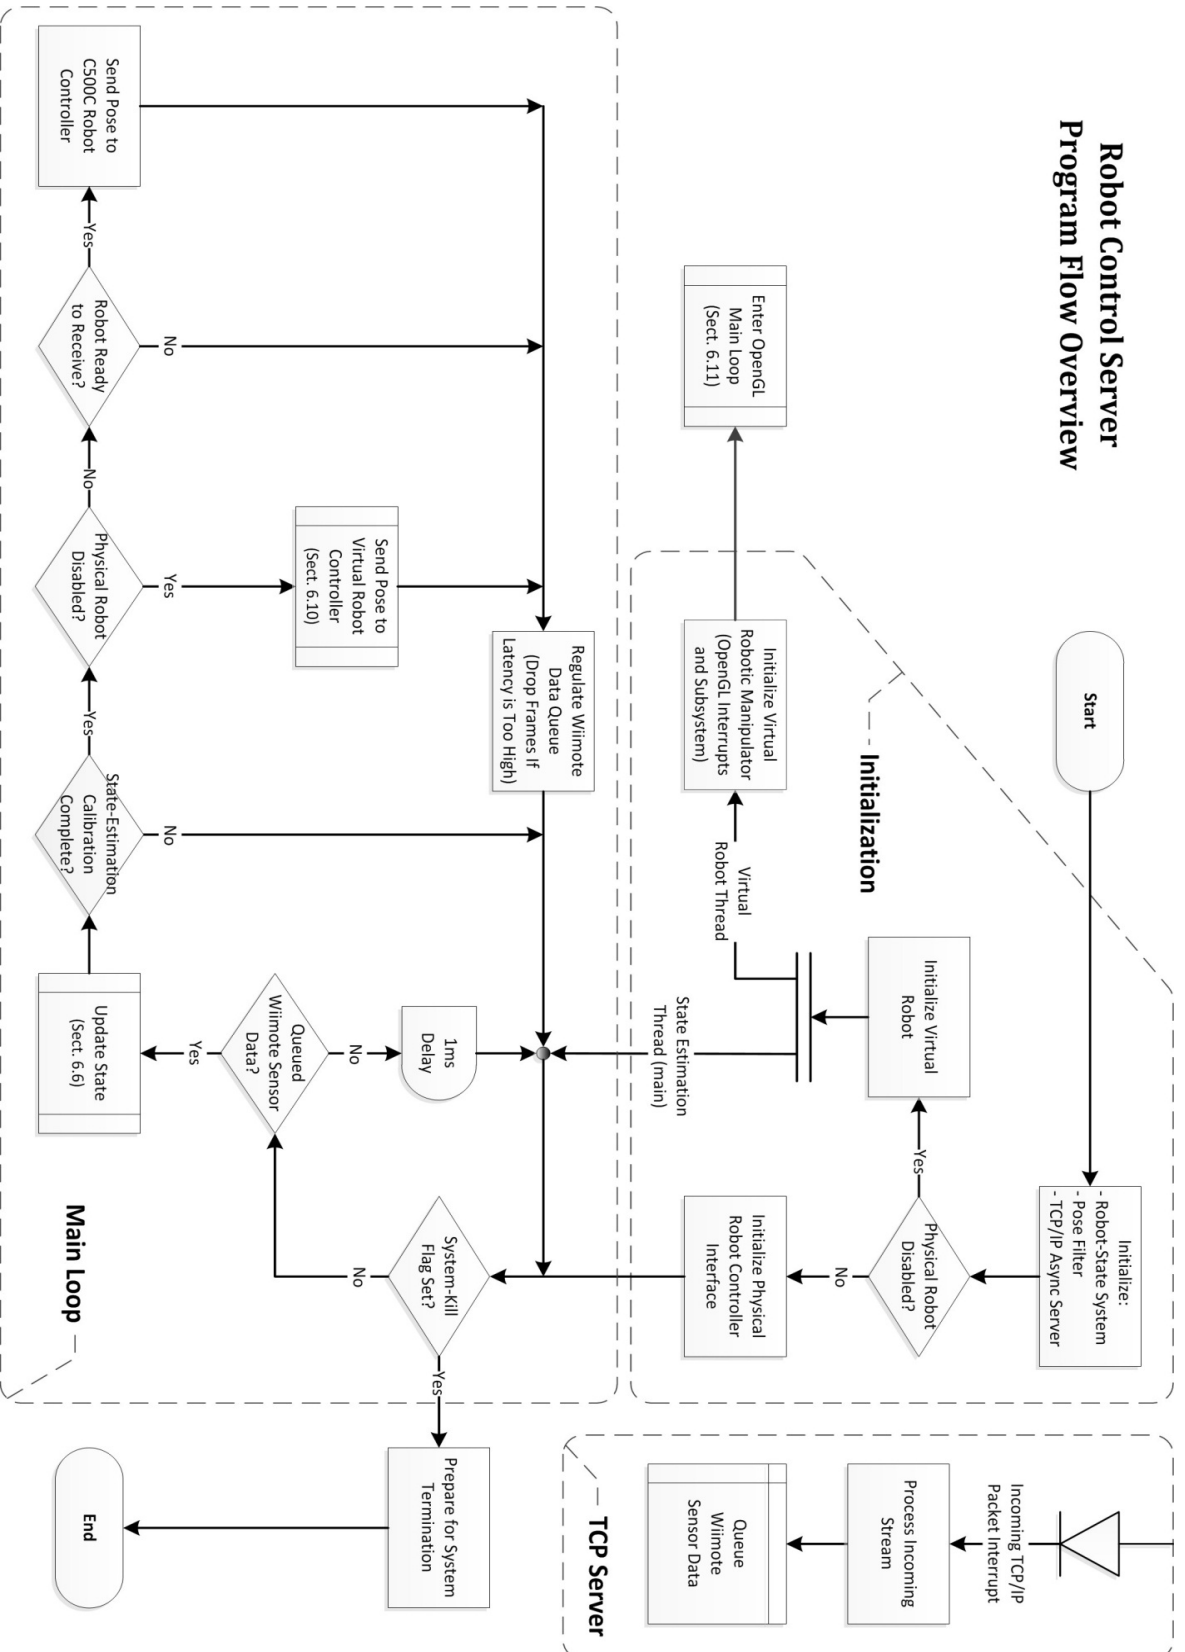 Robot Control Server
Program Flow Overview
Start
Initialize:
- Robot-State System
- Pose Filter
- TCP/IP Async Server
Physical Robot
Disabled?
Yes
No
Initialize Virtual
Robot
Initialize Physical
Robot Controller
Interface
Virtual
Robot Thread
State Estimation
Thread (main)
Initialize Virtual
Robotic Manipulator
(OpenGL Interrupts
and Subsystem)
Initialization
Enter OpenGL
Main Loop
(Sect. 6.11)
Incoming TCP/IP
Packet Interrupt
Process Incoming
Stream
Queue
Wiimote
Sensor Data
TCP Server
Regulate Wiimote
Data Queue
(Drop Frames If
Latency is Too High)
System-Kill
Flag Set?
Yes
No
Prepare for System
Termination
End
1ms
Delay
No
Queued
Wiimote Sensor
Data?
Yes
Update State
(Sect. 6.6)
State-Estimation
Calibration
Complete?
No
Yes
Physical Robot
Disabled?
Yes
No
Send Pose to
Virtual Robot
Controller
(Sect. 6.10)
Robot Ready
to Receive?
No
Yes
Send Pose to
C500C Robot
Controller
Main Loop